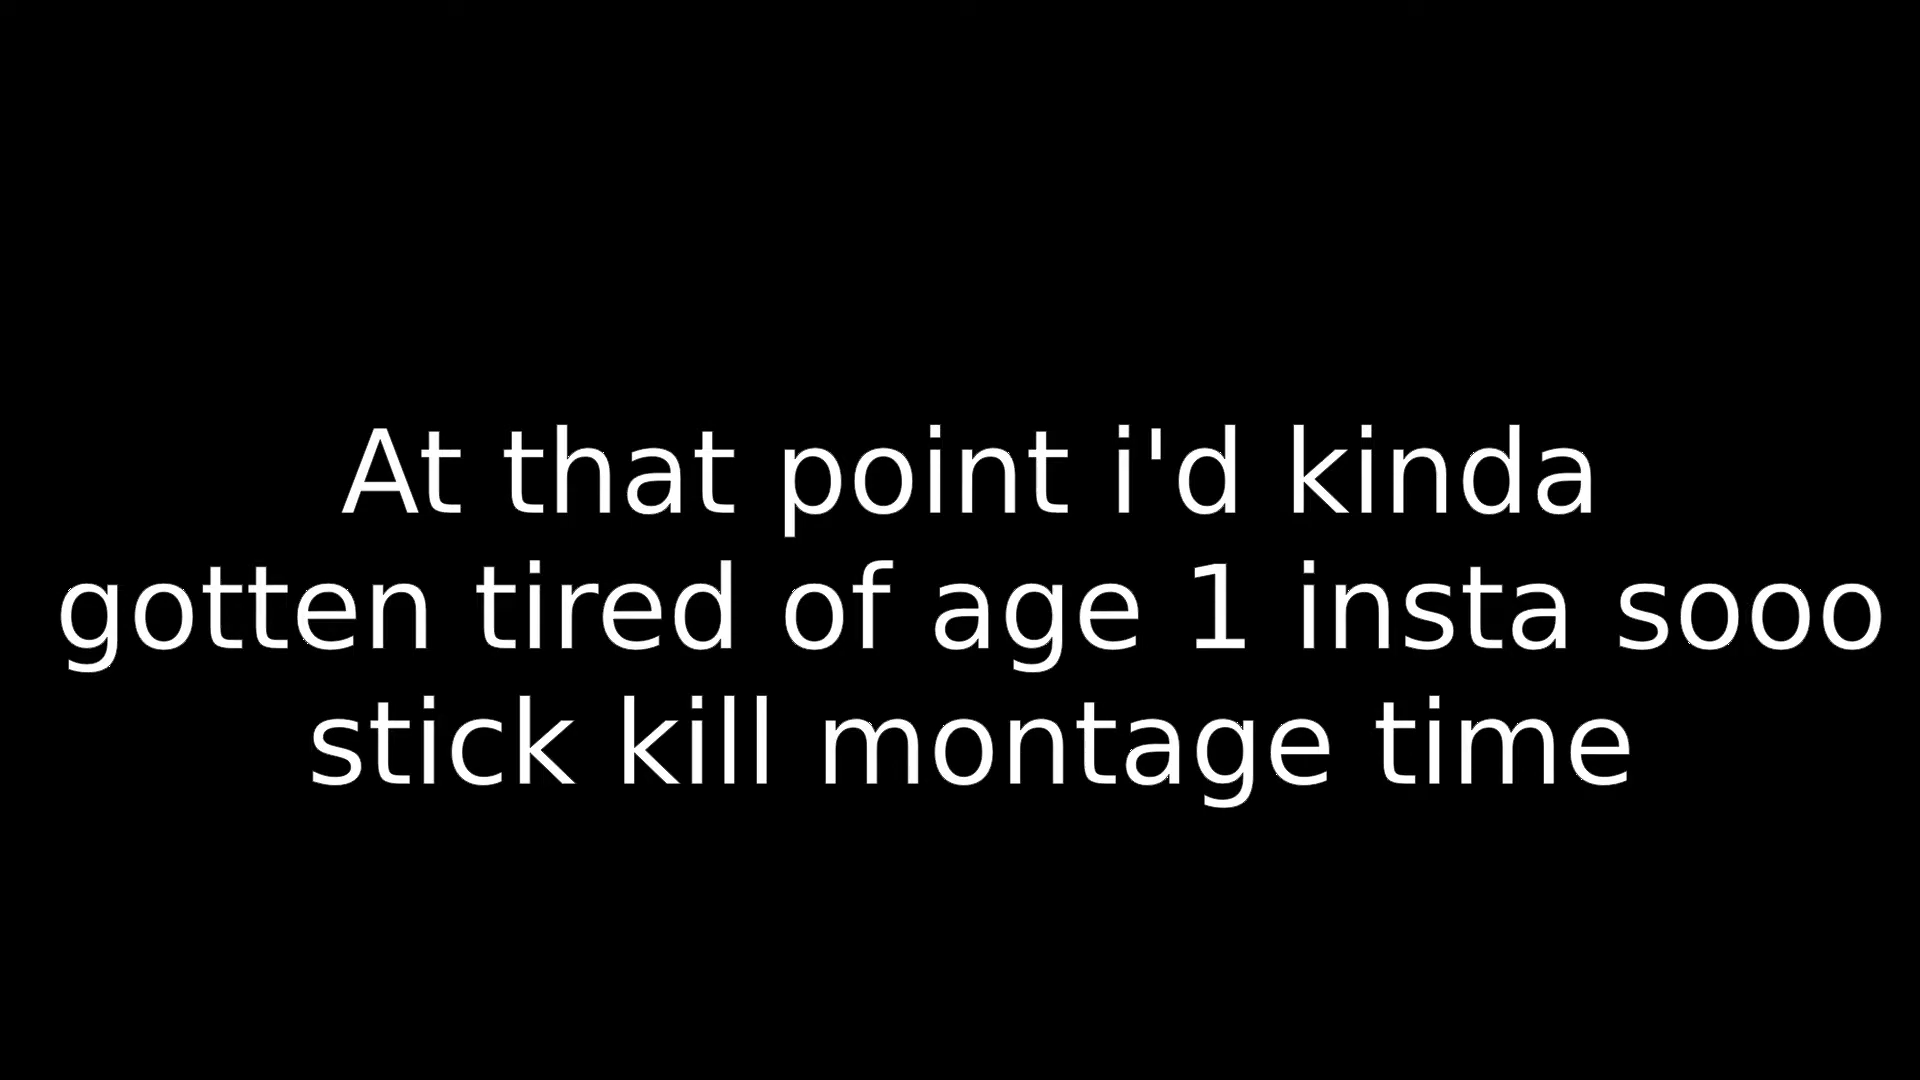 At that point i'd kinda
gotten tired of age 1 insta sooo
stick kill montage time